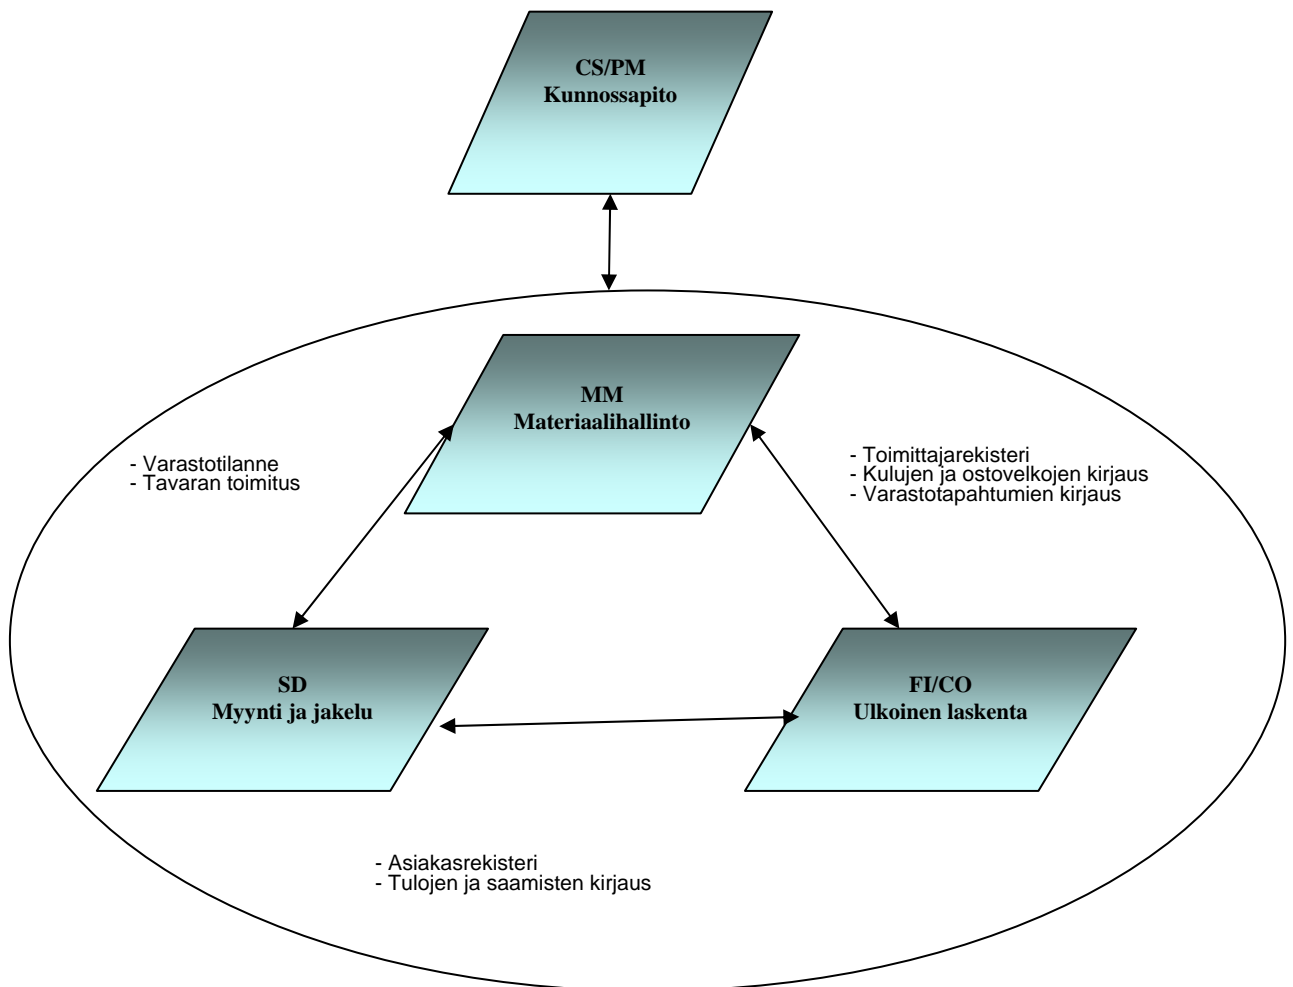 CS/PM
Kunnossapito
MM
Materiaalihallinto
- Varastotilanne
- Tavaran toimitus
- Toimittajarekisteri
- Kulujen ja ostovelkojen kirjaus
- Varastotapahtumien kirjaus
SD
Myynti ja jakelu
FI/CO
Ulkoinen laskenta
- Asiakasrekisteri
- Tulojen ja saamisten kirjaus